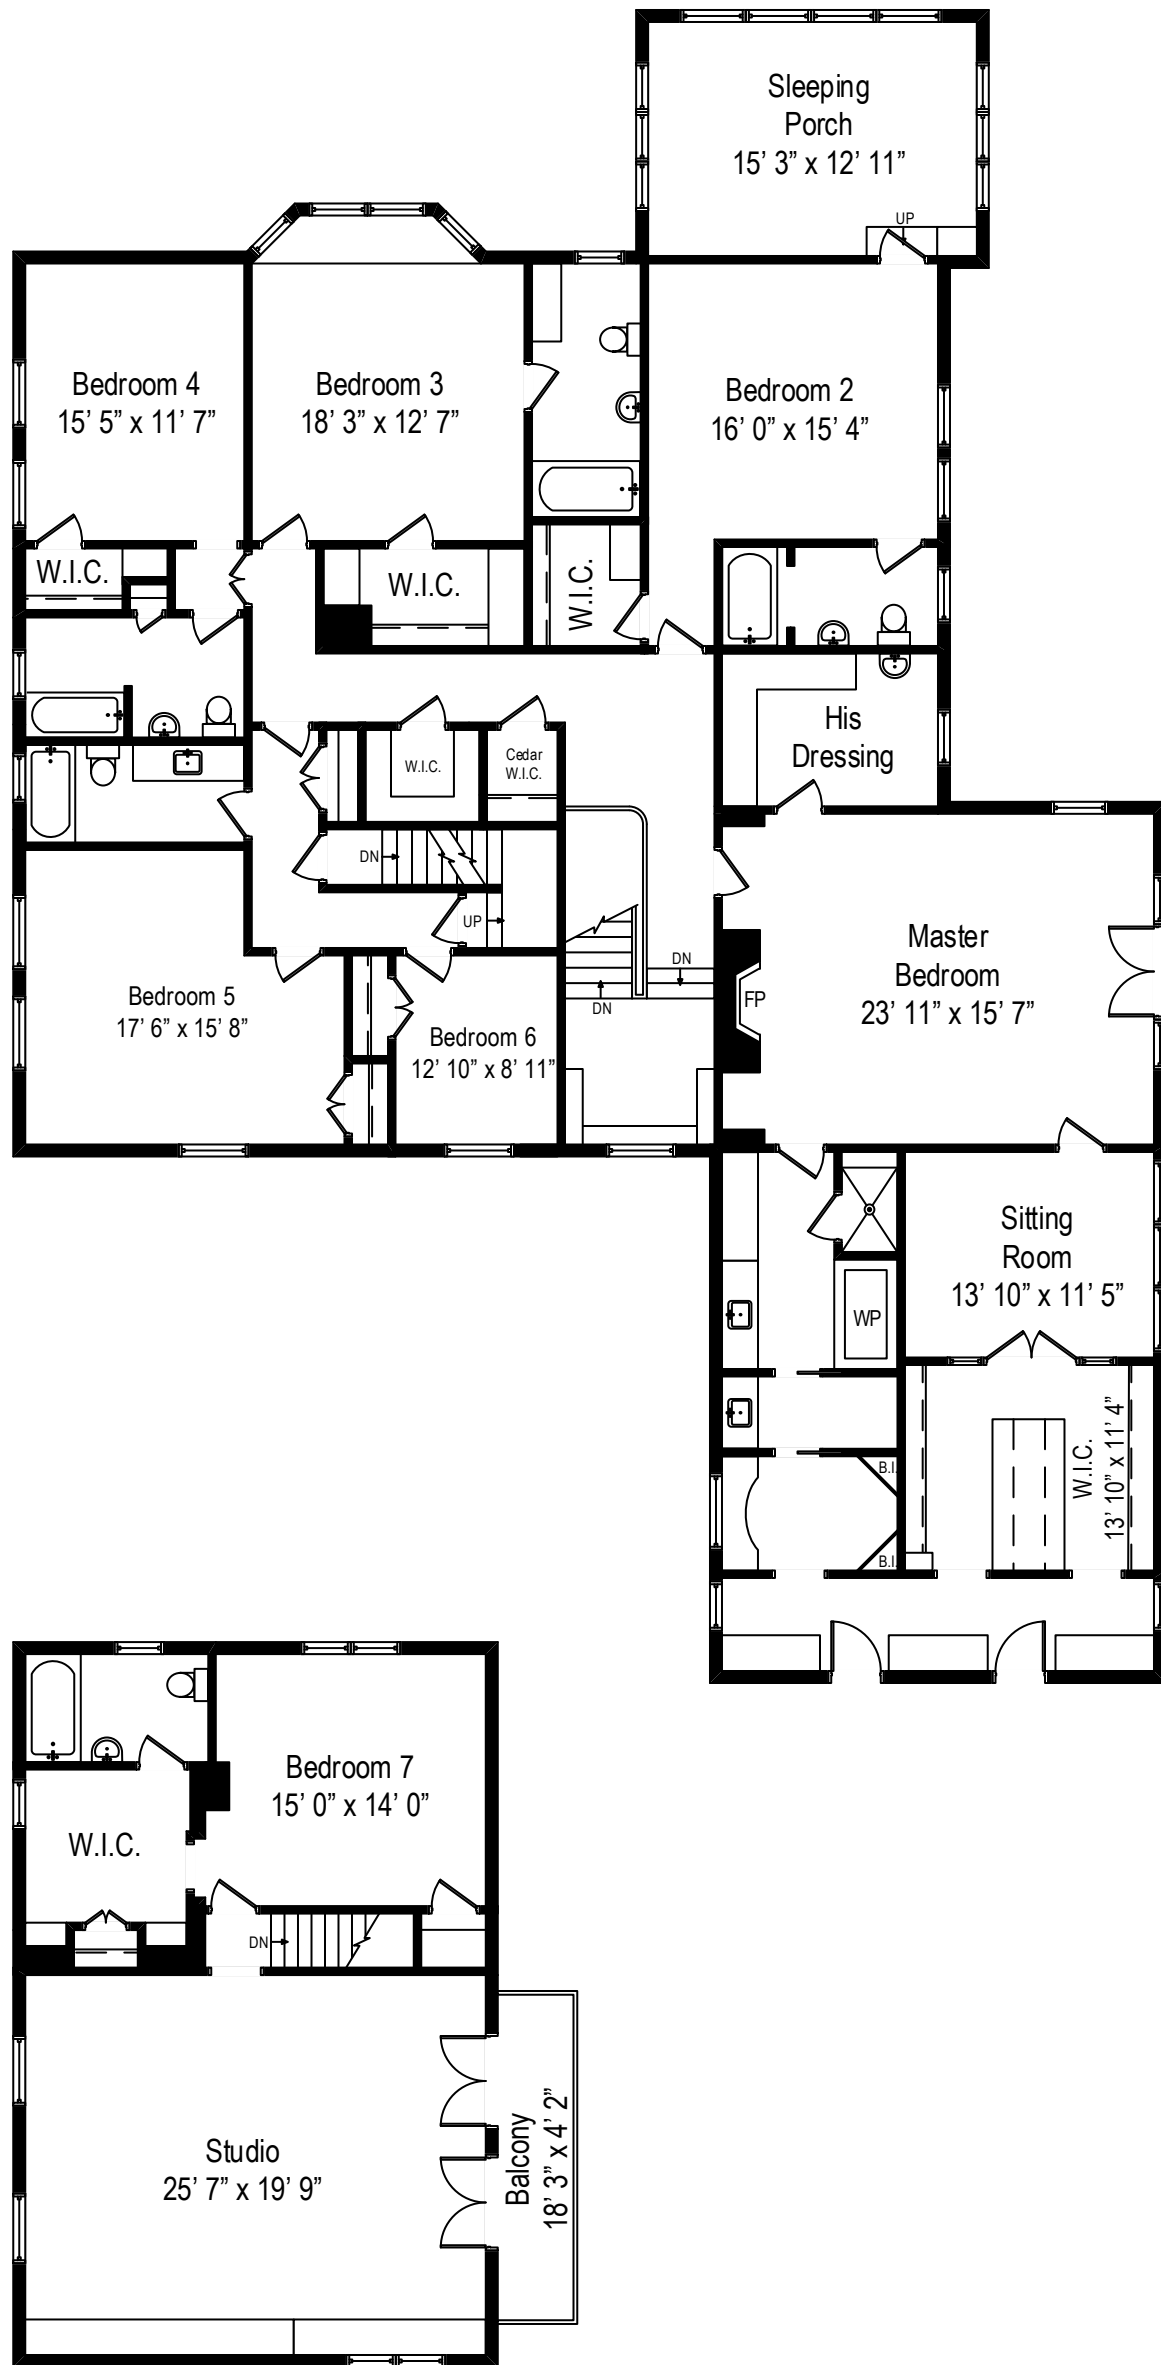 Sleeping
Porch
15’ 3” x 12’ 11”
UP
Bedroom 4
15’ 5” x 11’ 7”
Bedroom 3
18’ 3” x 12’ 7”
Bedroom 2
16’ 0” x 15’ 4”
W.I.C.
W.I.C.
W.I.C.
His
Dressing
W.I.C.
Cedar
W.I.C.
DN
UP
DN
DN
Master
Bedroom
23’ 11” x 15’ 7”
FP
Bedroom 5
17’ 6” x 15’ 8”
Bedroom 6
12’ 10” x 8’ 11”
Sitting
Room
13’ 10” x 11’ 5”
WP
W.I.C.
13’ 10” x 11’ 4”
B.I.
B.I.
Bedroom 7
15’ 0” x 14’ 0”
W.I.C.
DN
Studio
25’ 7” x 19’ 9”
Balcony
18’ 3” x 4’ 2”